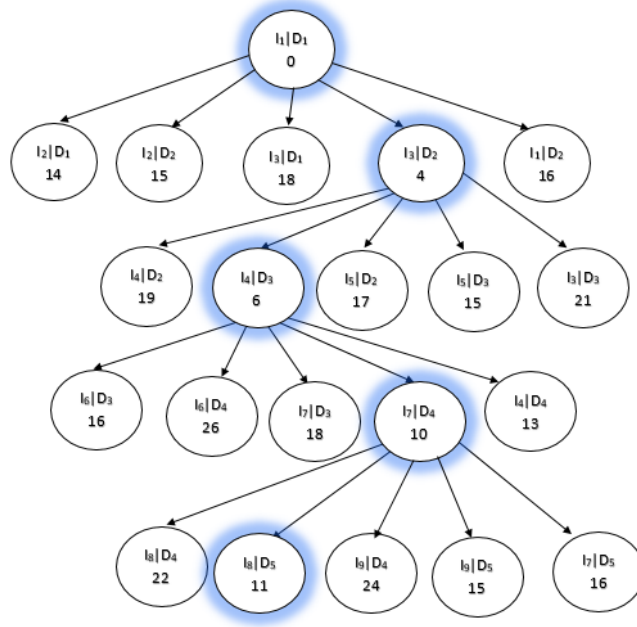 I₁|D₁
0
I₂|D₁
14
I₂|D₂
15
I₃|D₁
18
I₃|D₂
4
I₁|D₂
16
I₄|D₂
19
I₄|D₃
6
I₅|D₂
17
I₅|D₃
15
I₃|D₃
21
I₆|D₃
16
I₆|D₄
26
I₇|D₃
18
I₇|D₄
10
I₄|D₄
13
I₈|D₄
22
I₈|D₅
11
I₉|D₄
24
I₉|D₅
15
I₇|D₅
16